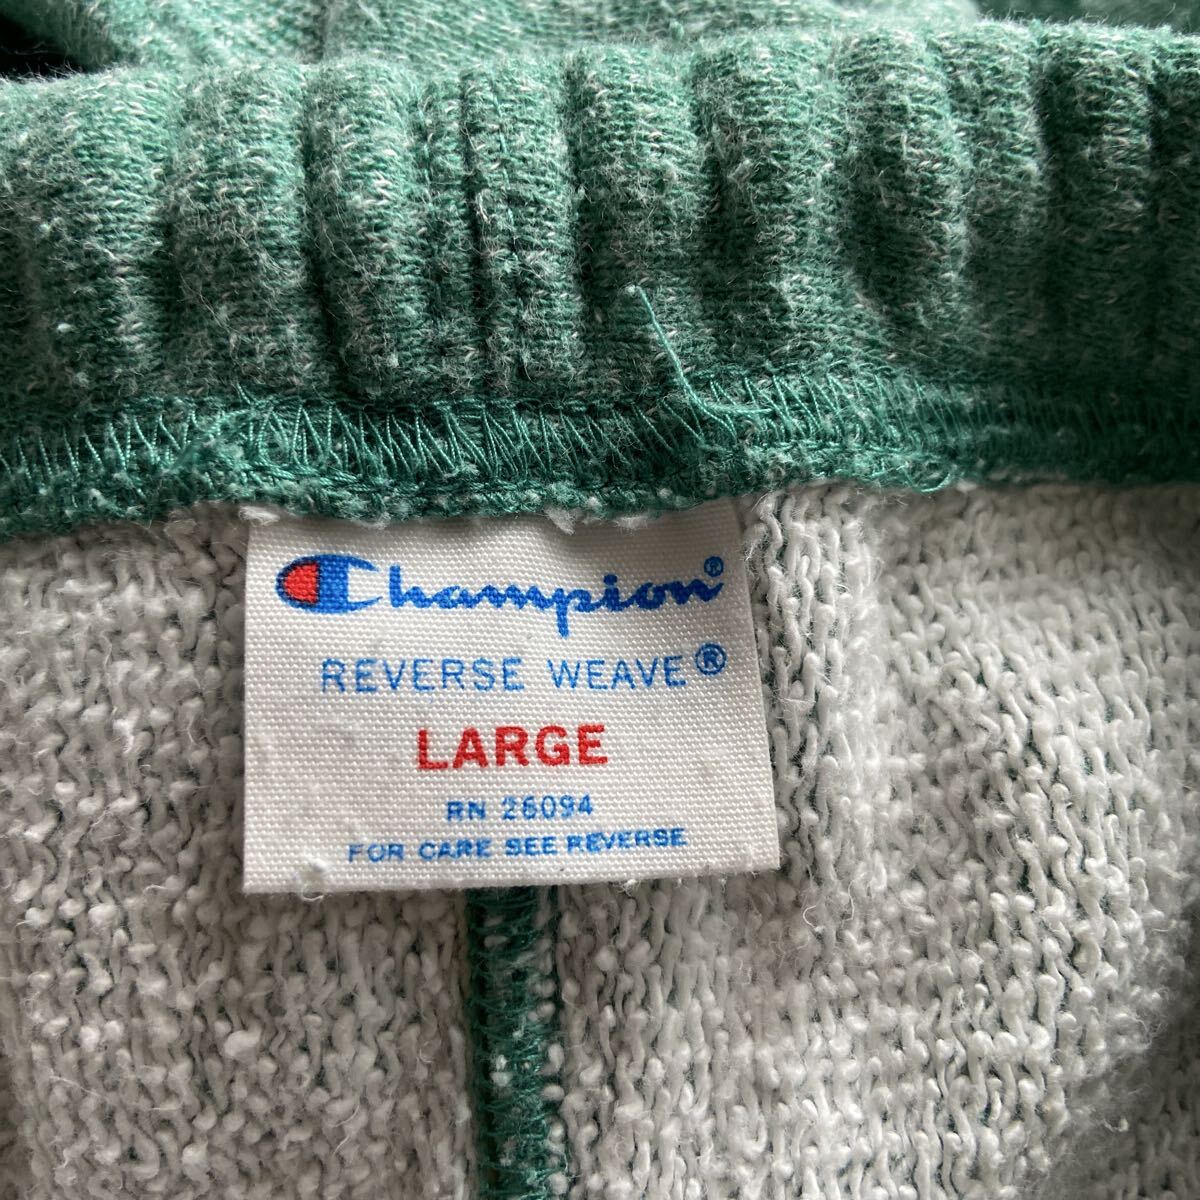 Champion®
REVERSE WEAVE®
LARGE
RN 26094
FOR CARE SEE REVERSE